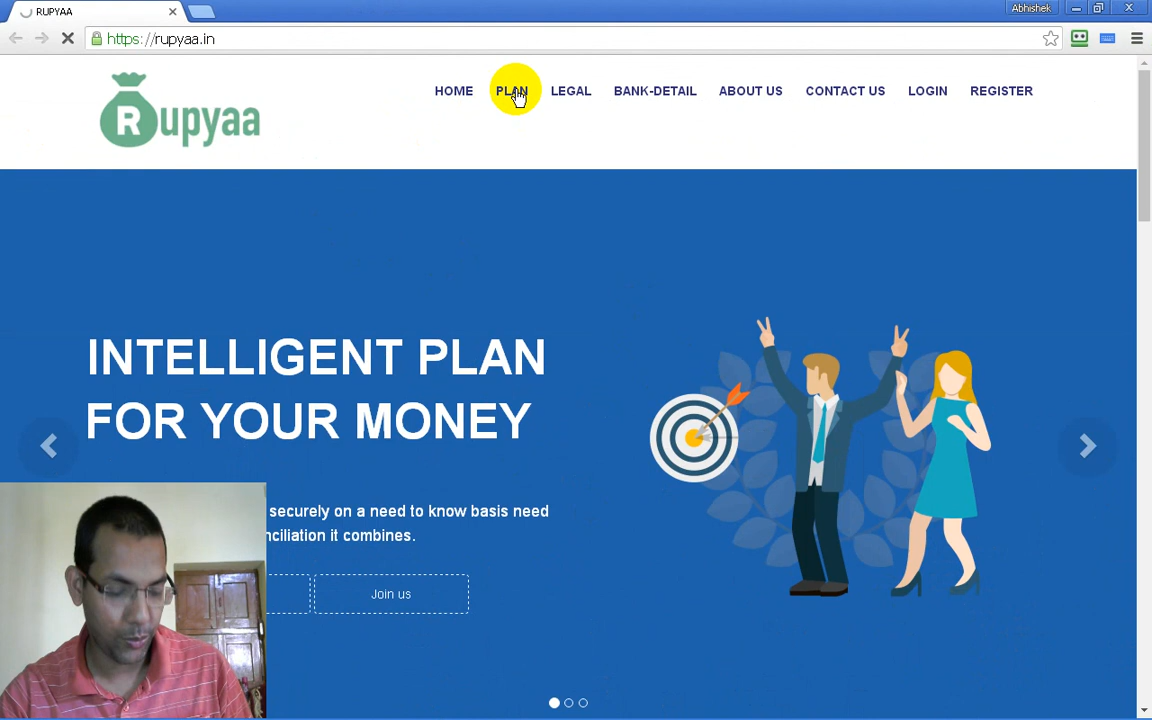 RUPYAA
Abhishek
https://rupyaa.in
Rupyaa
HOME PLAN LEGAL BANK-DETAIL ABOUT US CONTACT US LOGIN REGISTER
INTELLIGENT PLAN
FOR YOUR MONEY
securely on a need to know basis need
nciliation it combines.
Join us